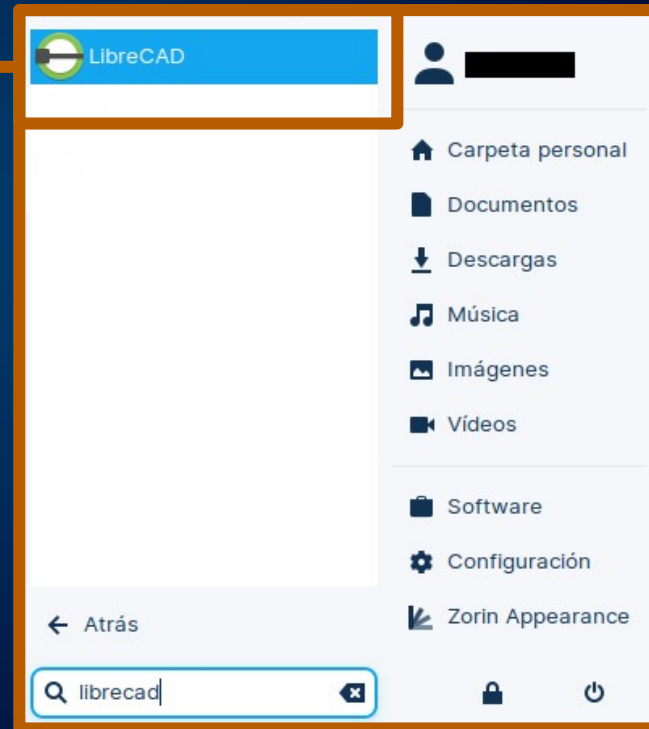 LibreCAD
Carpeta personal
Documentos
Descargas
Música
Imágenes
Vídeos
Software
Configuración
Zorin Appearance
Atrás
librecad